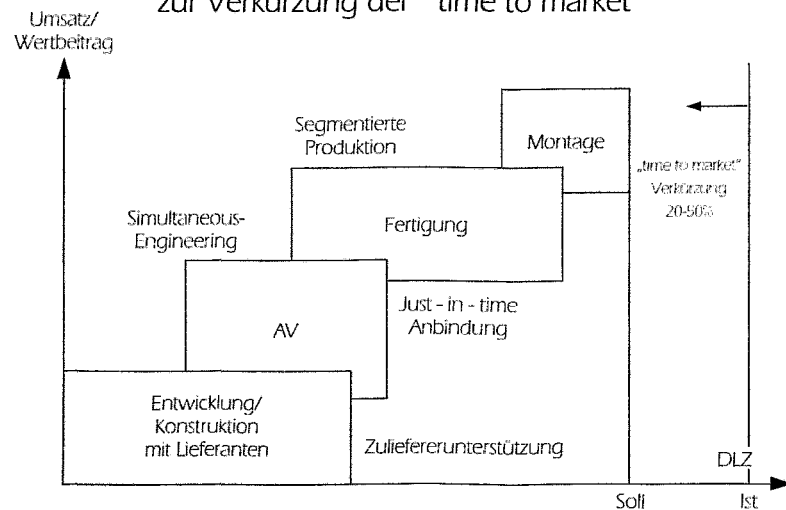 zur Verkürzung der "time to market"
Umsatz/
Wertbeitrag
Segmentierte
Produktion
Montage
„time to market"
Verkürzung
20-50%
Simultaneous-
Engineering
Fertigung
Just - in - time
Anbindung
AV
Entwicklung/
Konstruktion
mit Lieferanten
Zuliefererunterstützung
DLZ
Soll
Ist